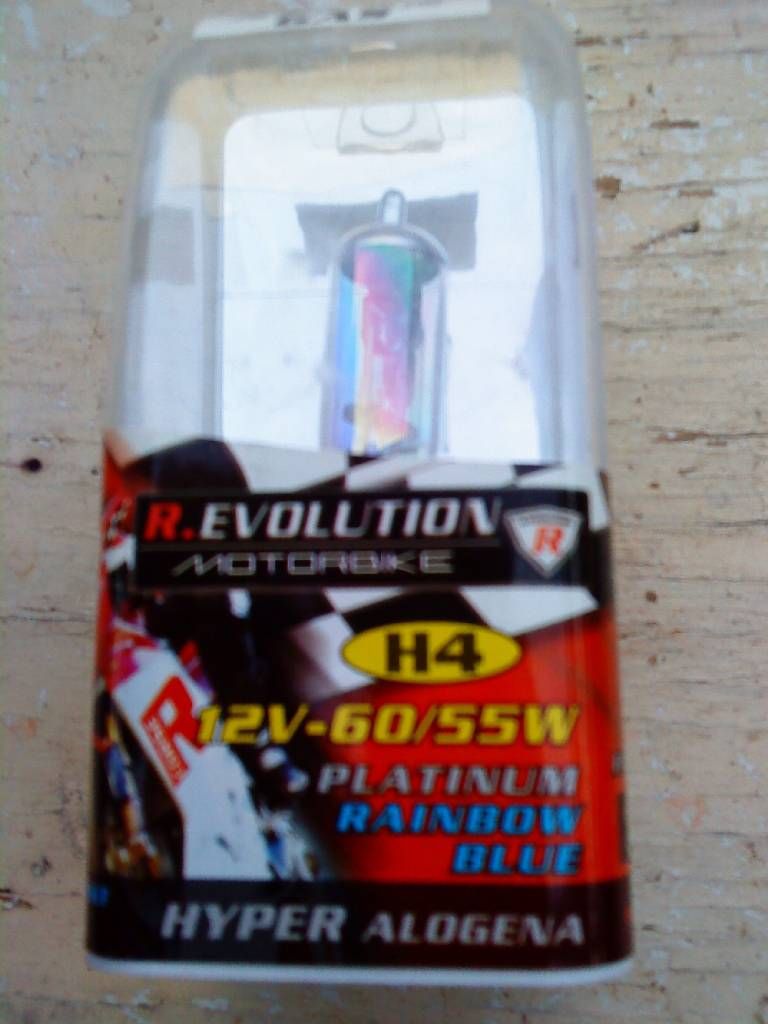 R.EVOLUTION
MOTORBIKE
R
H4
R
12V-60/55W
PLATINUM
RAINBOW
BLUE
HYPER ALOGENA